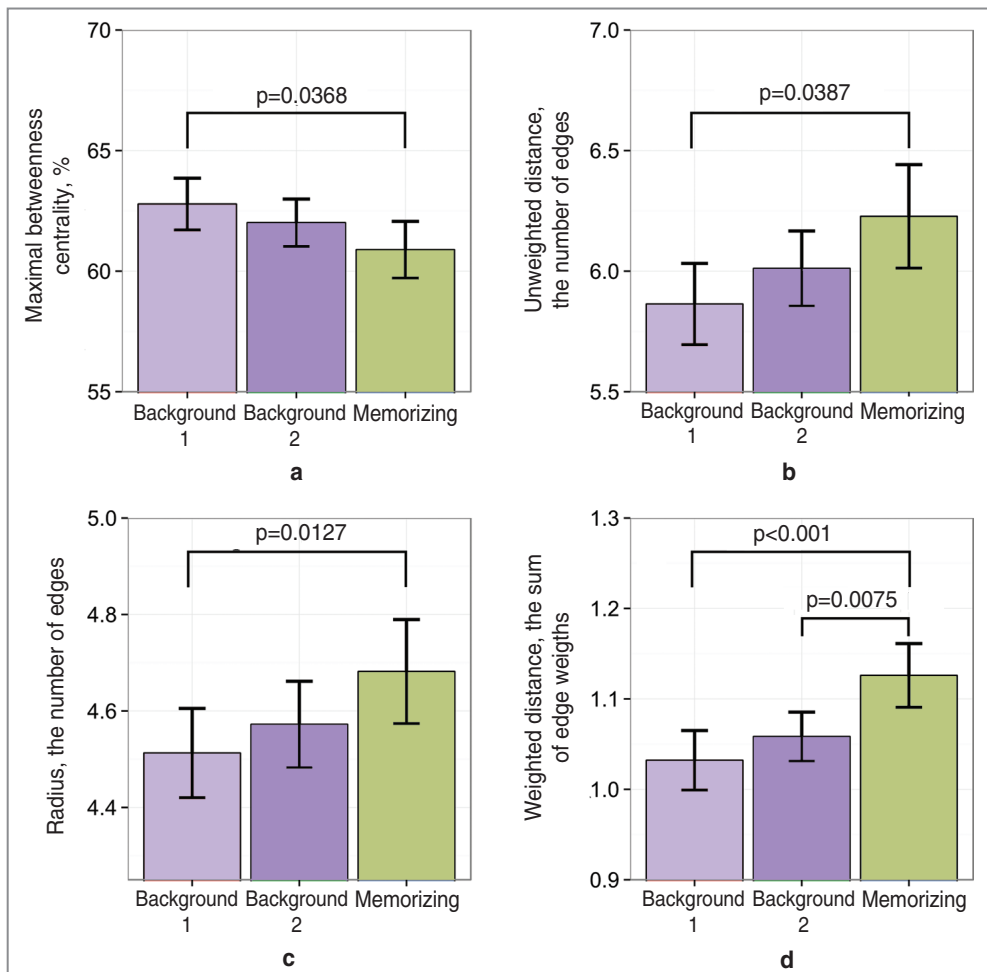 70
65
60
55
Maximal betweenness
centrality, %
p=0.0368
Background
1
Background
2
Memorizing
a
7.0
6.5
6.0
5.5
Unweighted distance,
the number of edges
p=0.0387
Background
1
Background
2
Memorizing
b
5.0
4.8
4.6
4.4
Radius, the number of edges
p=0.0127
Background
1
Background
2
Memorizing
c
1.3
1.2
1.1
1.0
0.9
Weighted distance, the sum
of edge weigths
p<0.001
p=0.0075
Background
1
Background
2
Memorizing
d